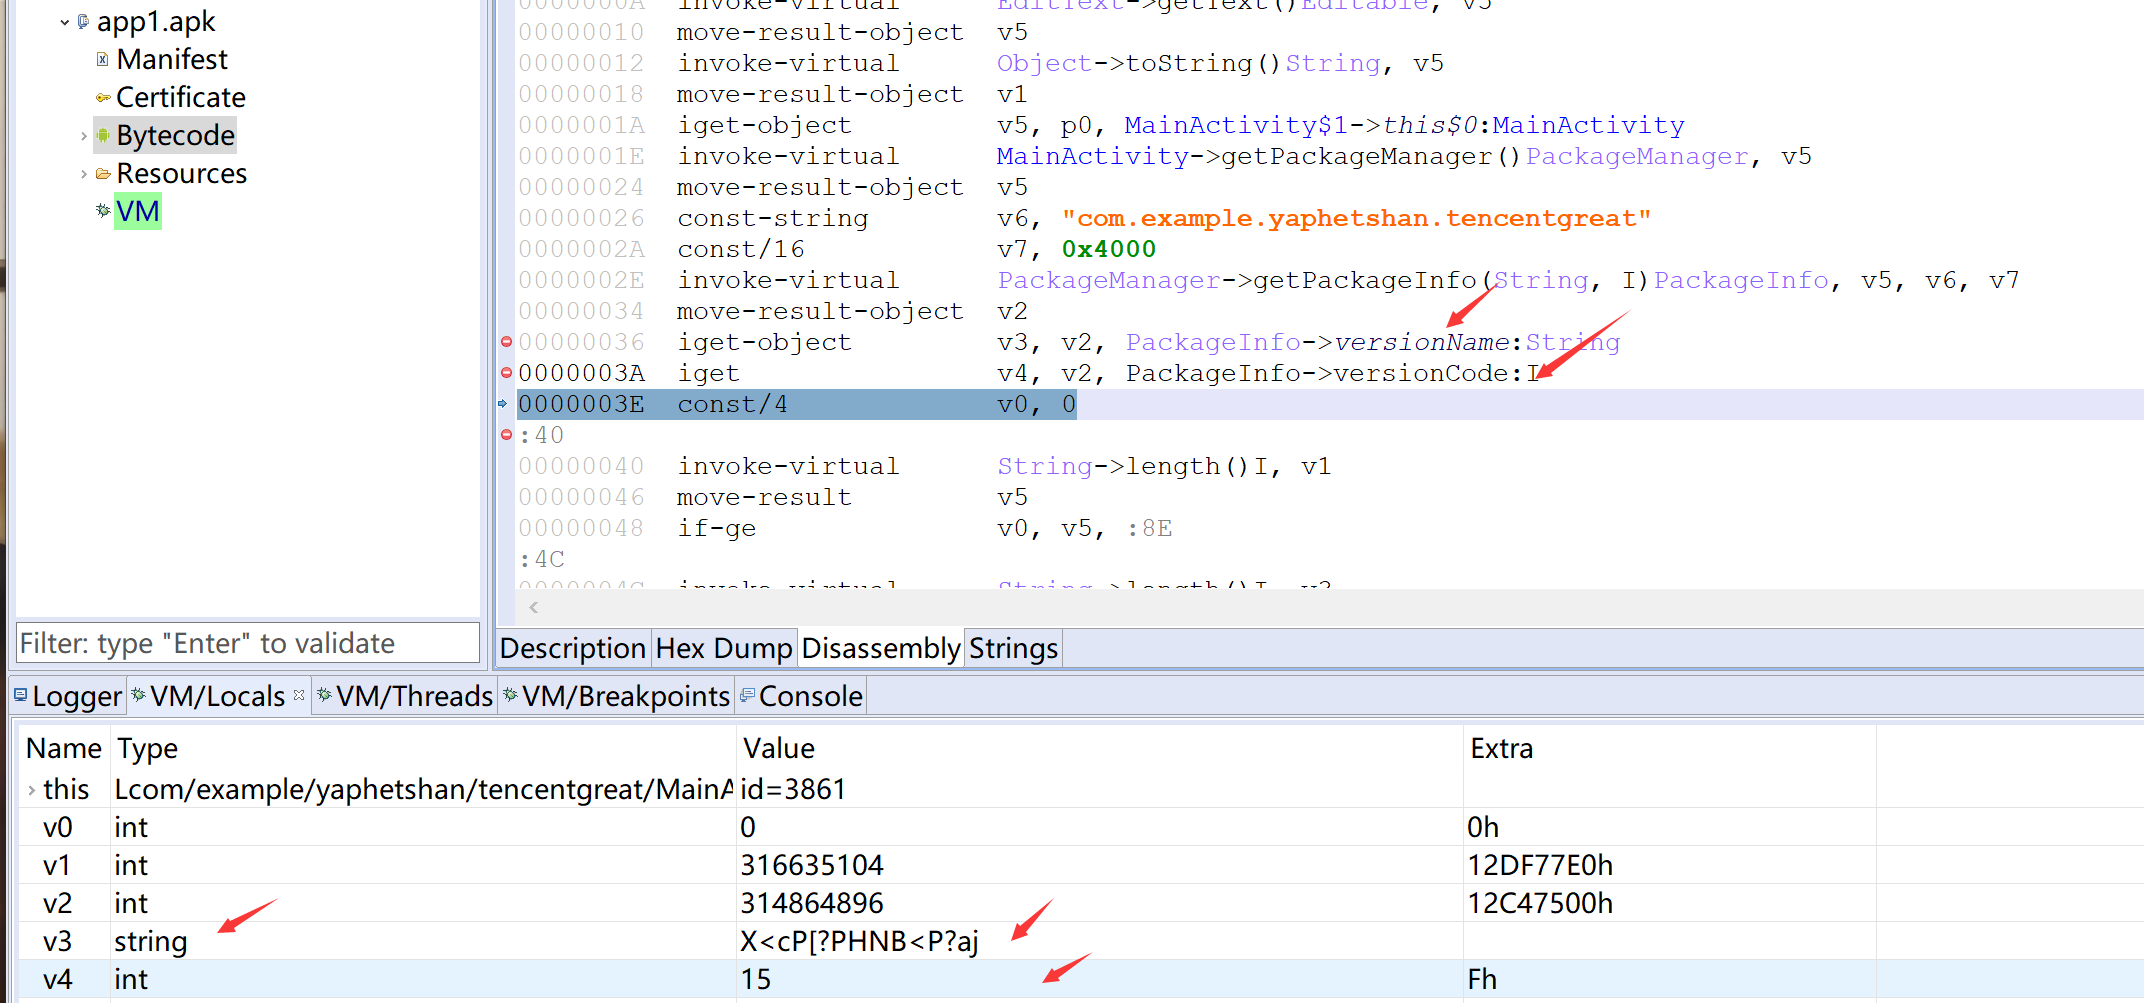 app1.apk
Manifest
Certificate
Bytecode
Resources
VM
Filter: type "Enter" to validate
0000000A invoke-virtual EditText->getText()Editable, v5
00000010 move-result-object v5
00000012 invoke-virtual Object->toString()String, v5
00000018 move-result-object v1
0000001A iget-object v5, p0, MainActivity$1->this$0:MainActivity
0000001E invoke-virtual MainActivity->getPackageManager()PackageManager, v5
00000024 move-result-object v5
00000026 const-string v6, "com.example.yaphetshan.tencentgreat"
0000002A const/16 v7, 0x4000
0000002E invoke-virtual PackageManager->getPackageInfo(String, I)PackageInfo, v5, v6, v7
00000034 move-result-object v2
00000036 iget-object v3, v2, PackageInfo->versionName:String
0000003A iget v4, v2, PackageInfo->versionCode:I
0000003E const/4 v0, 0
:40
00000040 invoke-virtual String->length()I, v1
00000046 move-result v5
00000048 if-ge v0, v5, :8E
:4C
0000004C invoke-virtual String->length()I, v3
Description Hex Dump Disassembly Strings
Logger VM/Locals VM/Threads VM/Breakpoints Console
Name Type Value Extra
this Lcom/example/yaphetshan/tencentgreat/MainA id=3861
v0 int 0 0h
v1 int 316635104 12DF77E0h
v2 int 314864896 12C47500h
v3 string X<cP[?PHNB<P?aj
v4 int 15 Fh